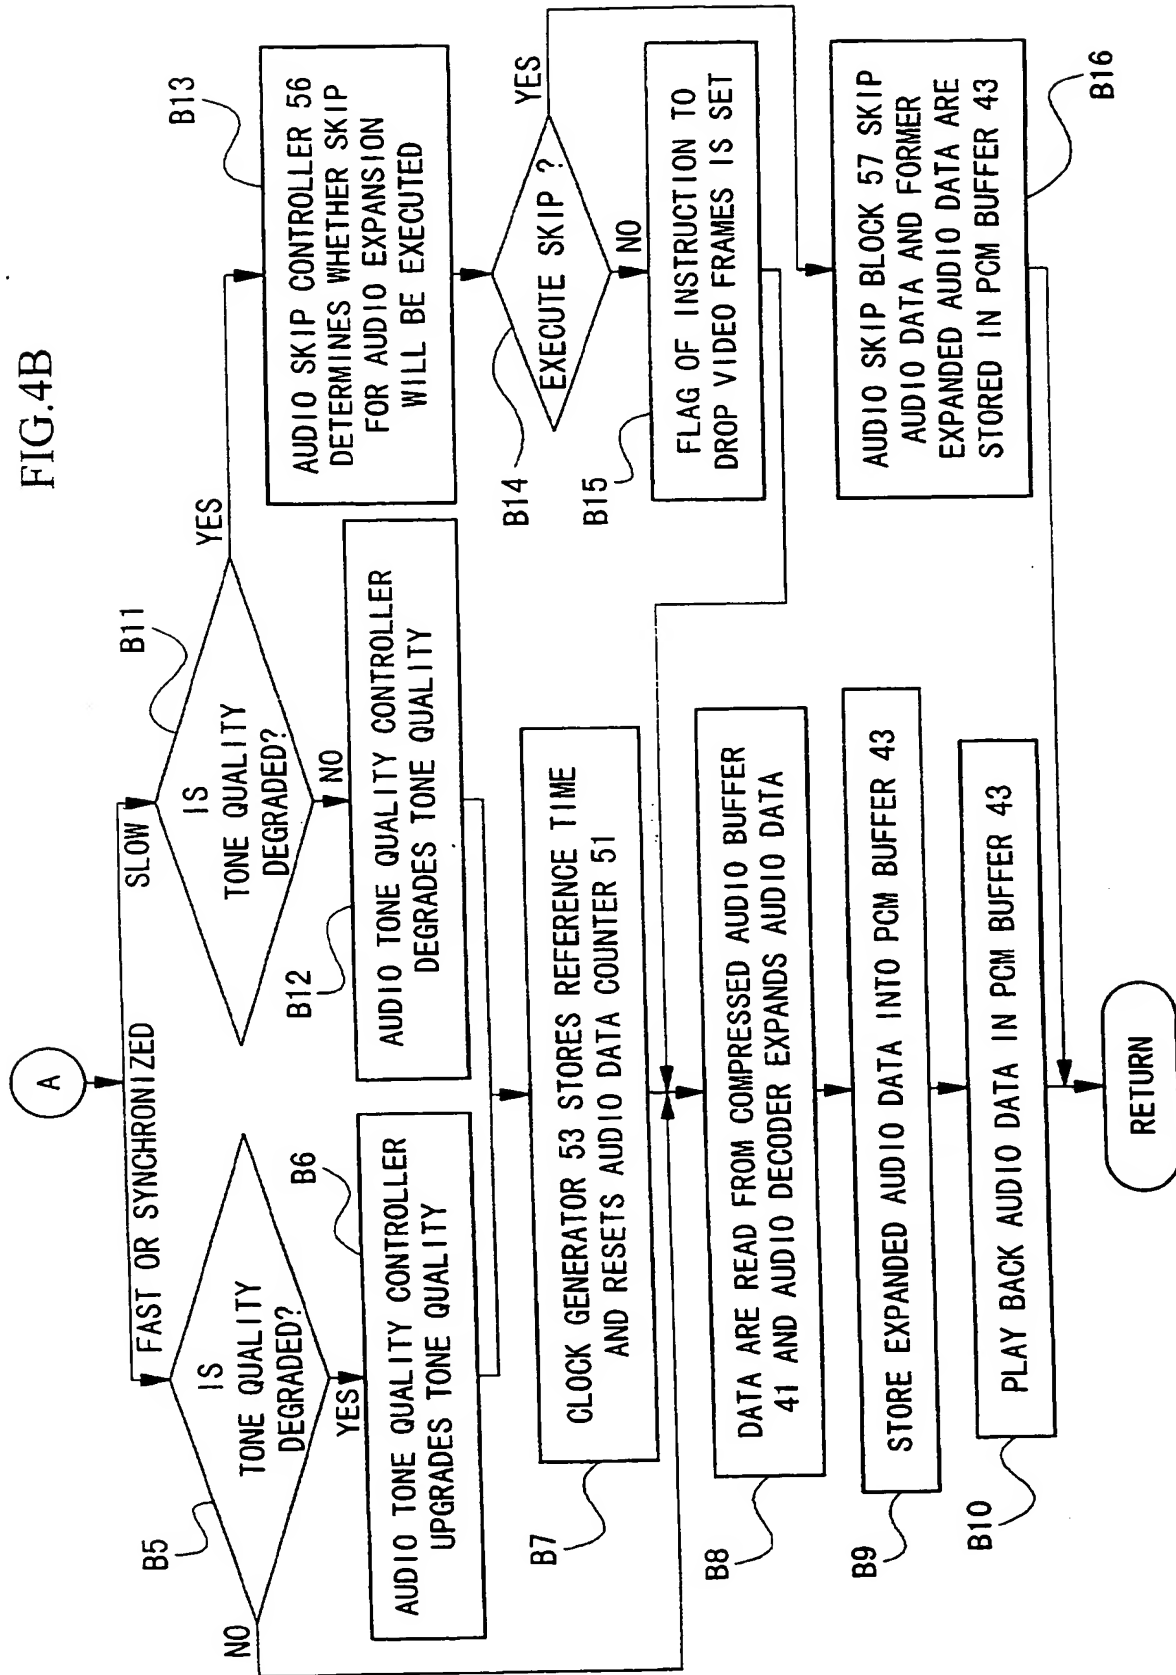 FIG.4B
A
FAST OR SYNCHRONIZED
SLOW
B5
IS
TONE QUALITY
DEGRADED?
NO
YES
B6
AUDIO TONE QUALITY CONTROLLER
UPGRADES TONE QUALITY
B11
IS
TONE QUALITY
DEGRADED?
YES
NO
B12
AUDIO TONE QUALITY CONTROLLER
DEGRADES TONE QUALITY
B13
AUDIO SKIP CONTROLLER 56
DETERMINES WHETHER SKIP
FOR AUDIO EXPANSION
WILL BE EXECUTED
B14
EXECUTE SKIP ?
YES
NO
B15
FLAG OF INSTRUCTION TO
DROP VIDEO FRAMES IS SET
B16
AUDIO SKIP BLOCK 57 SKIP
AUDIO DATA AND FORMER
EXPANDED AUDIO DATA ARE
STORED IN PCM BUFFER 43
B7
CLOCK GENERATOR 53 STORES REFERENCE TIME
AND RESETS AUDIO DATA COUNTER 51
B8
DATA ARE READ FROM COMPRESSED AUDIO BUFFER
41 AND AUDIO DECODER EXPANDS AUDIO DATA
B9
STORE EXPANDED AUDIO DATA INTO PCM BUFFER 43
B10
PLAY BACK AUDIO DATA IN PCM BUFFER 43
RETURN